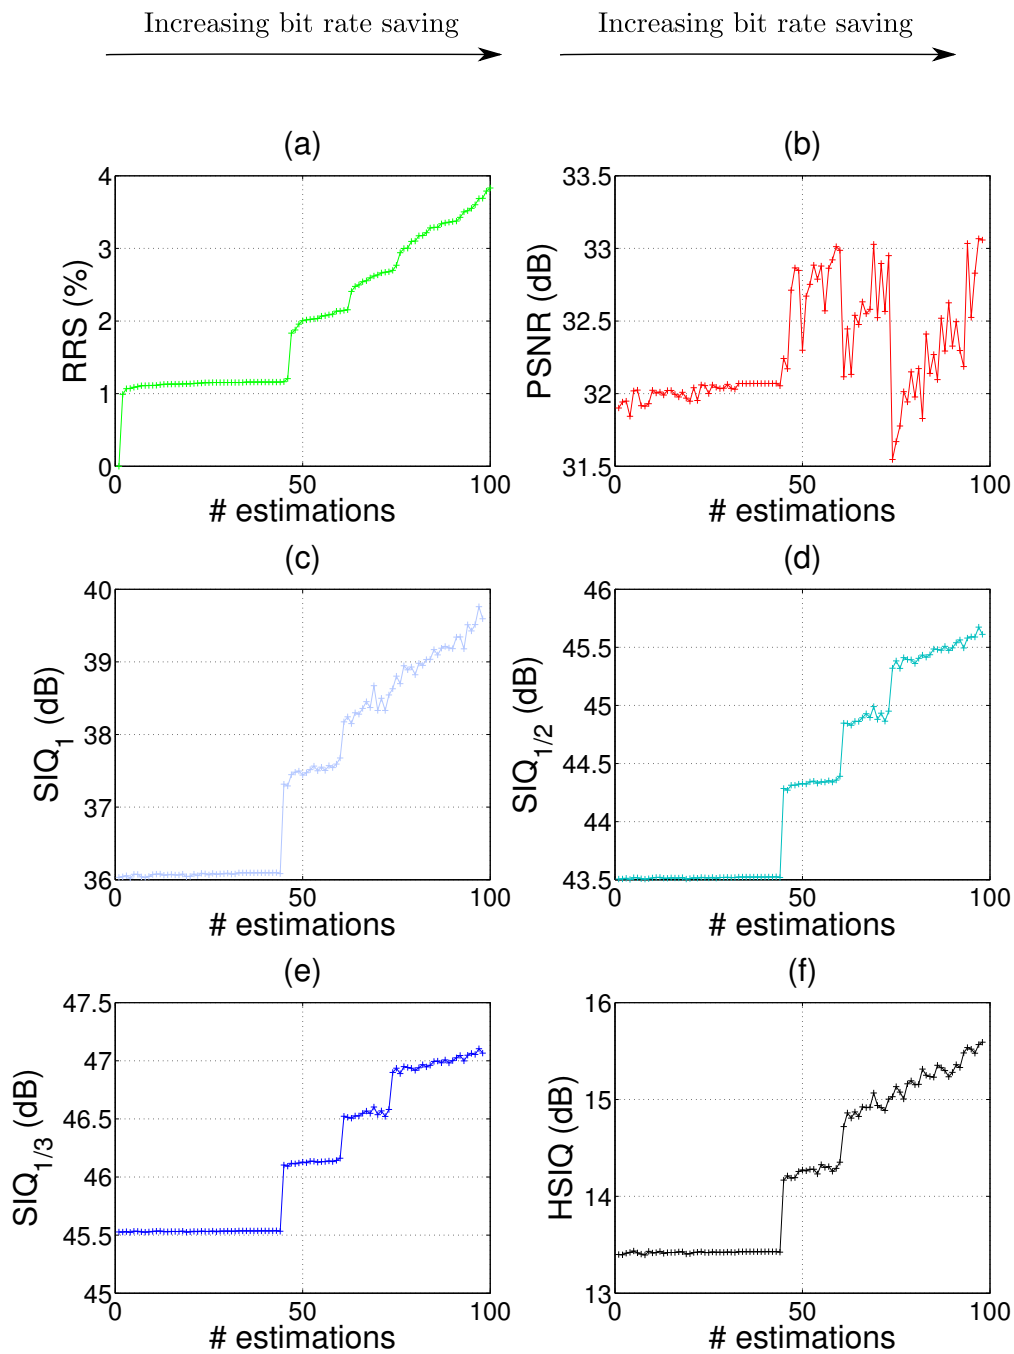 Increasing bit rate saving
Increasing bit rate saving
(a)
4
3
2
1
0
0
50
100
RRS (%)
# estimations
(b)
33.5
33
32.5
32
31.5
0
50
100
PSNR (dB)
# estimations
(c)
40
39
38
37
36
0
50
100
SIQ1 (dB)
# estimations
(d)
46
45.5
45
44.5
44
43.5
0
50
100
SIQ1/2 (dB)
# estimations
(e)
47.5
47
46.5
46
45.5
45
0
50
100
SIQ1/3 (dB)
# estimations
(f)
16
15
14
13
0
50
100
HSIQ (dB)
# estimations